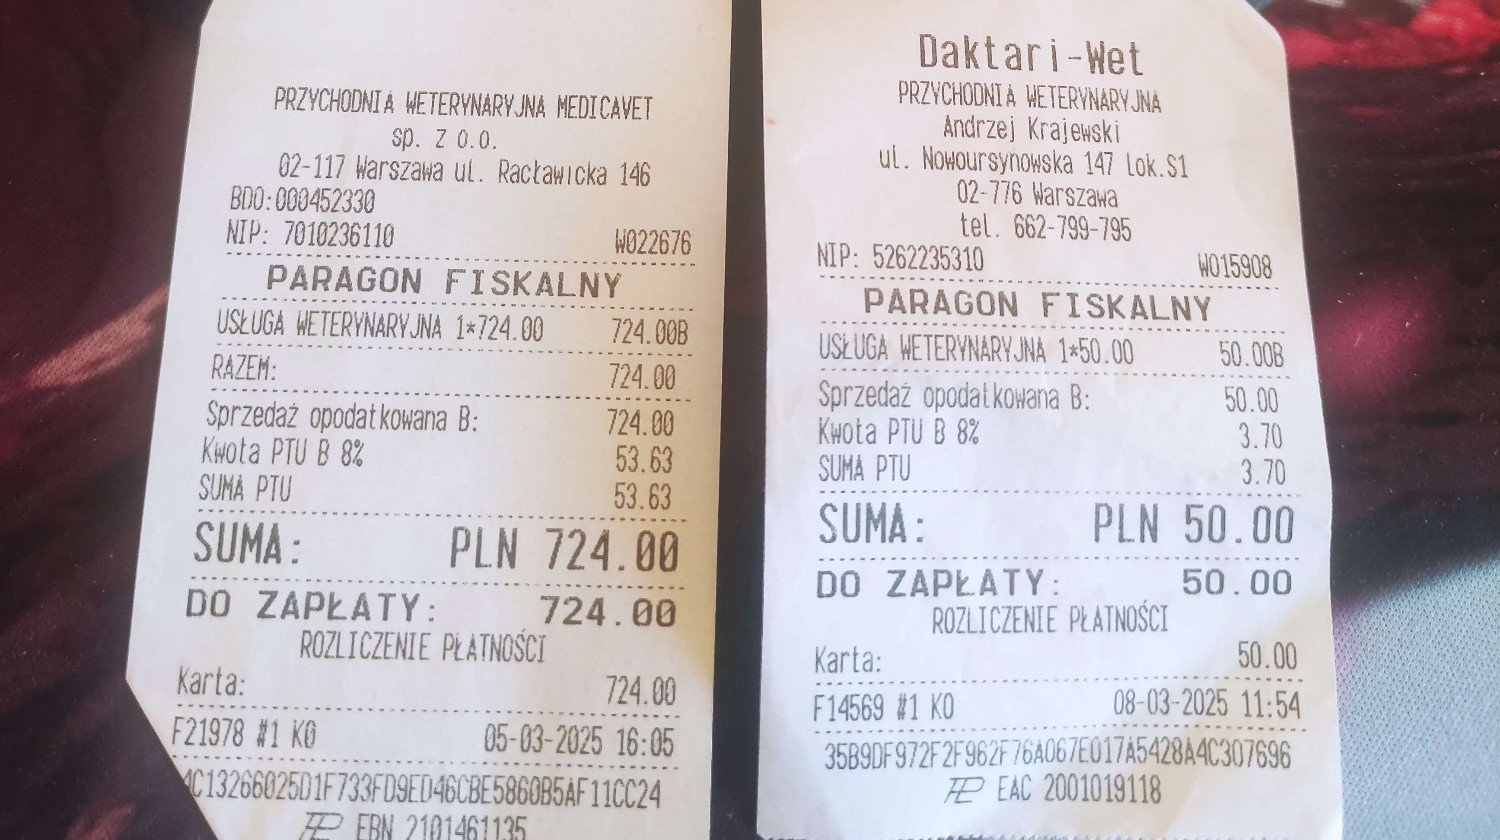 PRZYCHODNIA WETERYNARYJNA MEDICAVET
sp. Z o.o.
02-117 Warszawa ul. Racławicka 146
BDO:000452330
NIP: 7010236110 W022676
PARAGON FISKALNY
USŁUGA WETERYNARYJNA 1*724.00 724.00B
RAZEM: 724.00
Sprzedaż opodatkowana B: 724.00
Kwota PTU B 8% 53.63
SUMA PTU 53.63
SUMA: PLN 724.00
DO ZAPŁATY: 724.00
ROZLICZENIE PŁATNOŚCI
Karta: 724.00
F21978 #1 K0 05-03-2025 16:05
4C13266025D1F733FD9ED46CBE5860B5AF11CC24
EBN 2101461135
Daktari-Wet
PRZYCHODNIA WETERYNARYJNA
Andrzej Krajewski
ul. Nowoursynowska 147 lok.S1
02-776 Warszawa
tel. 662-799-795
NIP: 5262235310 W015908
PARAGON FISKALNY
USŁUGA WETERYNARYJNA 1*50.00 50.00B
Sprzedaż opodatkowana B: 50.00
Kwota PTU B 8% 3.70
SUMA PTU 3.70
SUMA: PLN 50.00
DO ZAPŁATY: 50.00
ROZLICZENIE PŁATNOŚCI
Karta: 50.00
F14569 #1 K0 08-03-2025 11:54
35B9DF972F2F962F76A067E017A5428A4C307696
EAC 2001019118